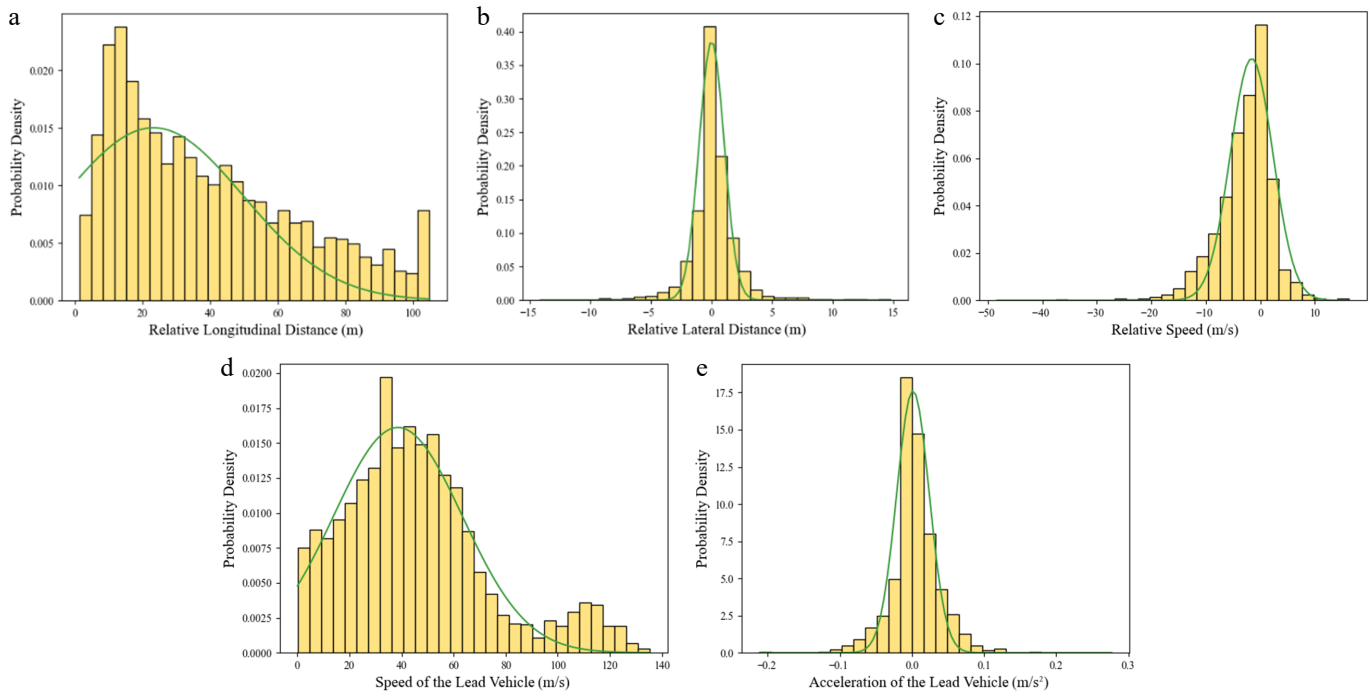 a
b
c
0.020
0.015
0.010
0.005
0.000
Probability Density
0 20 40 60 80 100
Relative Longitudinal Distance (m)
0.40
0.35
0.30
0.25
0.20
0.15
0.10
0.05
0.00
Probability Density
−15 −10 −5 0 5 10 15
Relative Lateral Distance (m)
0.12
0.10
0.08
0.06
0.04
0.02
0.00
Probability Density
−50 −40 −30 −20 −10 0 10
Relative Speed (m/s)
d
e
0.0200
0.0175
0.0150
0.0125
0.0100
0.0075
0.0050
0.0025
0.0000
Probability Density
0 20 40 60 80 100 120 140
Speed of the Lead Vehicle (m/s)
17.5
15.0
12.5
10.0
7.5
5.0
2.5
0.0
Probability Density
−0.2 −0.1 0.0 0.1 0.2 0.3
Acceleration of the Lead Vehicle (m/s²)